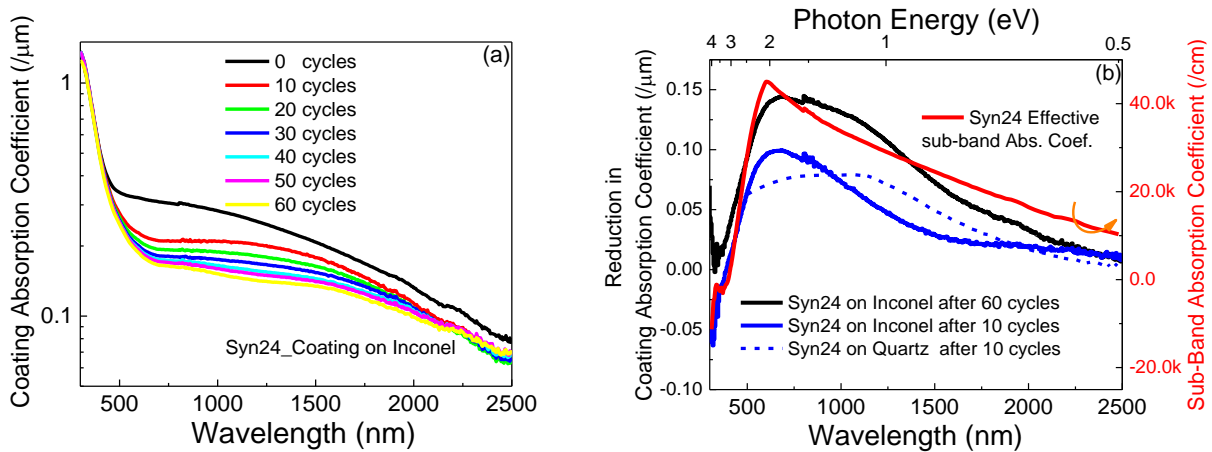 (a)
Coating Absorption Coefficient (/μm)
1
0.1
0 cycles
10 cycles
20 cycles
30 cycles
40 cycles
50 cycles
60 cycles
Syn24_Coating on Inconel
500 1000 1500 2000 2500
Wavelength (nm)
Photon Energy (eV)
4 3 2 1 0.5
(b)
Reduction in
Coating Absorption Coefficient (/μm)
0.15
0.10
0.05
0.00
-0.05
-0.10
Syn24 Effective
sub-band Abs. Coef.
Syn24 on Inconel after 60 cycles
Syn24 on Inconel after 10 cycles
Syn24 on Quartz after 10 cycles
40.0k
20.0k
0.0
-20.0k
Sub-Band Absorption Coefficient (/cm)
500 1000 1500 2000 2500
Wavelength (nm)